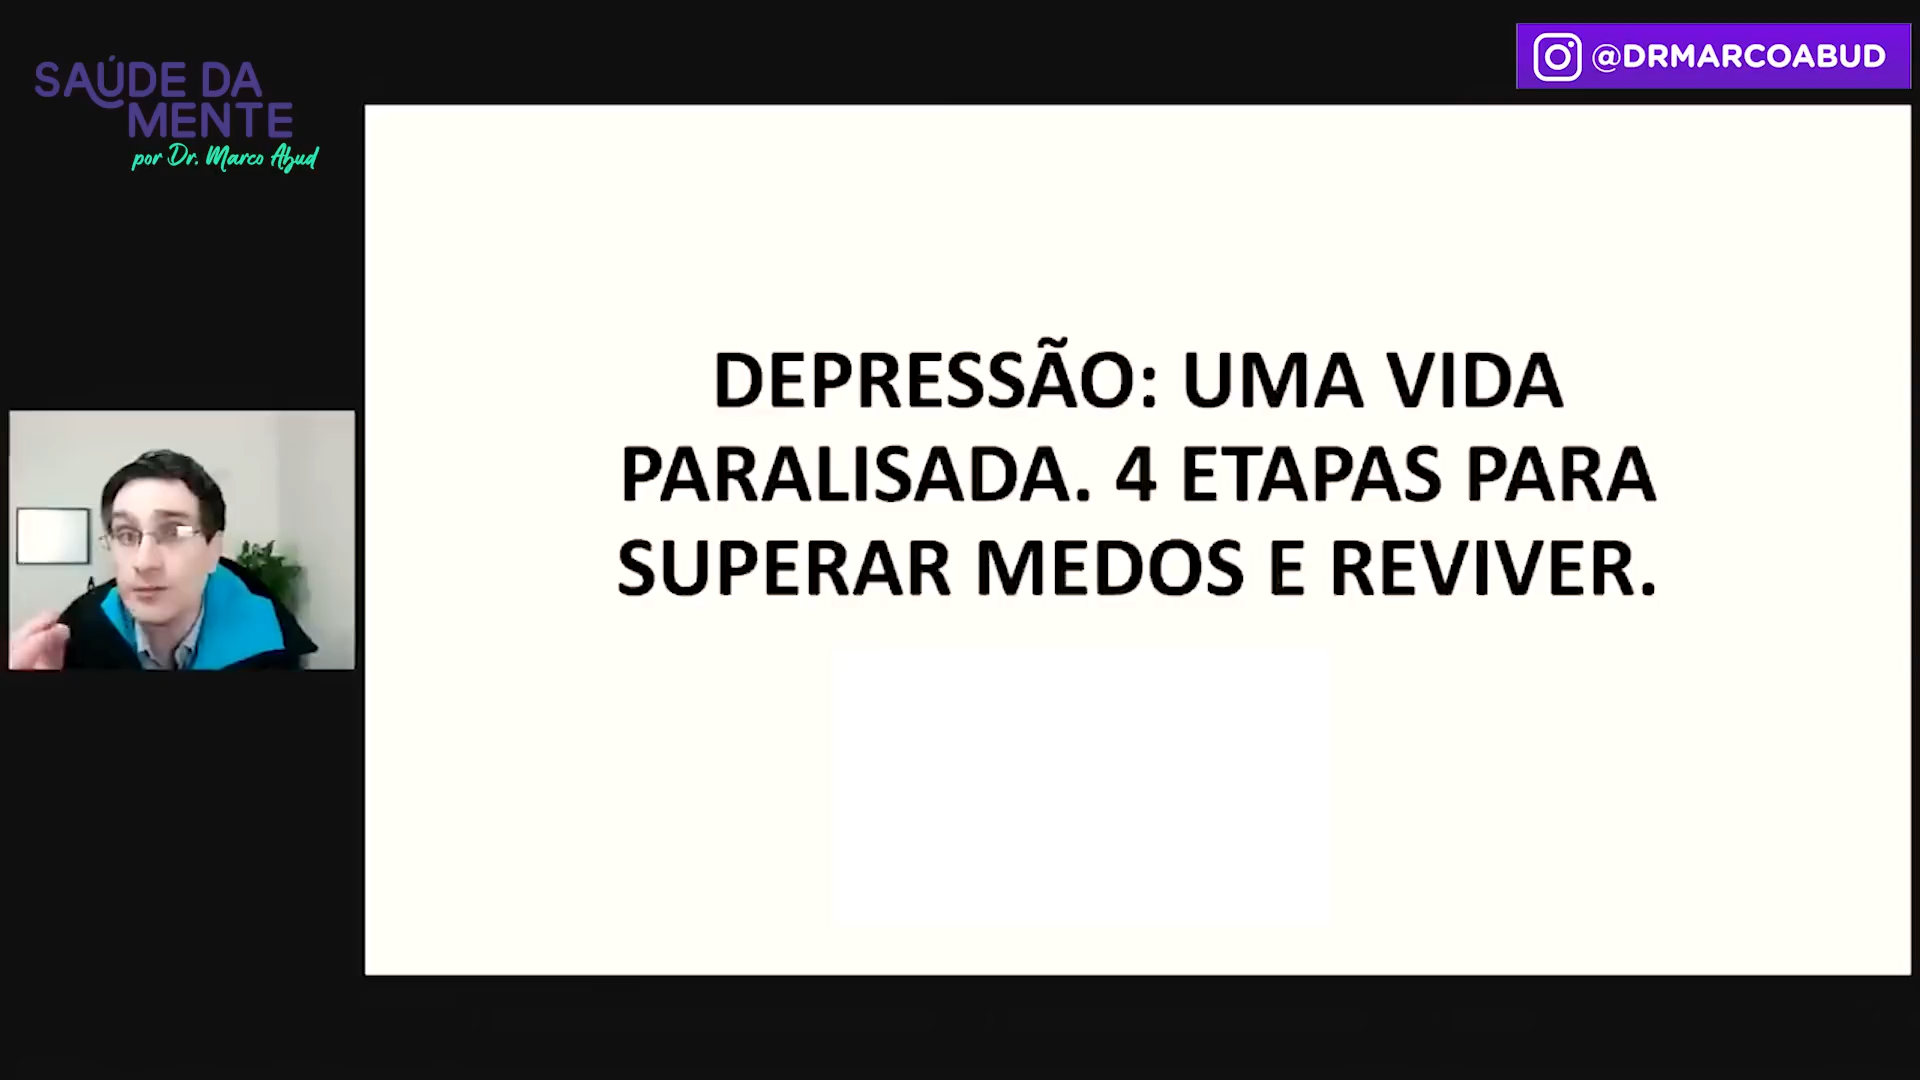 SAÚDE DA
MENTE
por Dr. Marco Abud
@DRMARCOABUD
DEPRESSÃO: UMA VIDA
PARALISADA. 4 ETAPAS PARA
SUPERAR MEDOS E REVIVER.